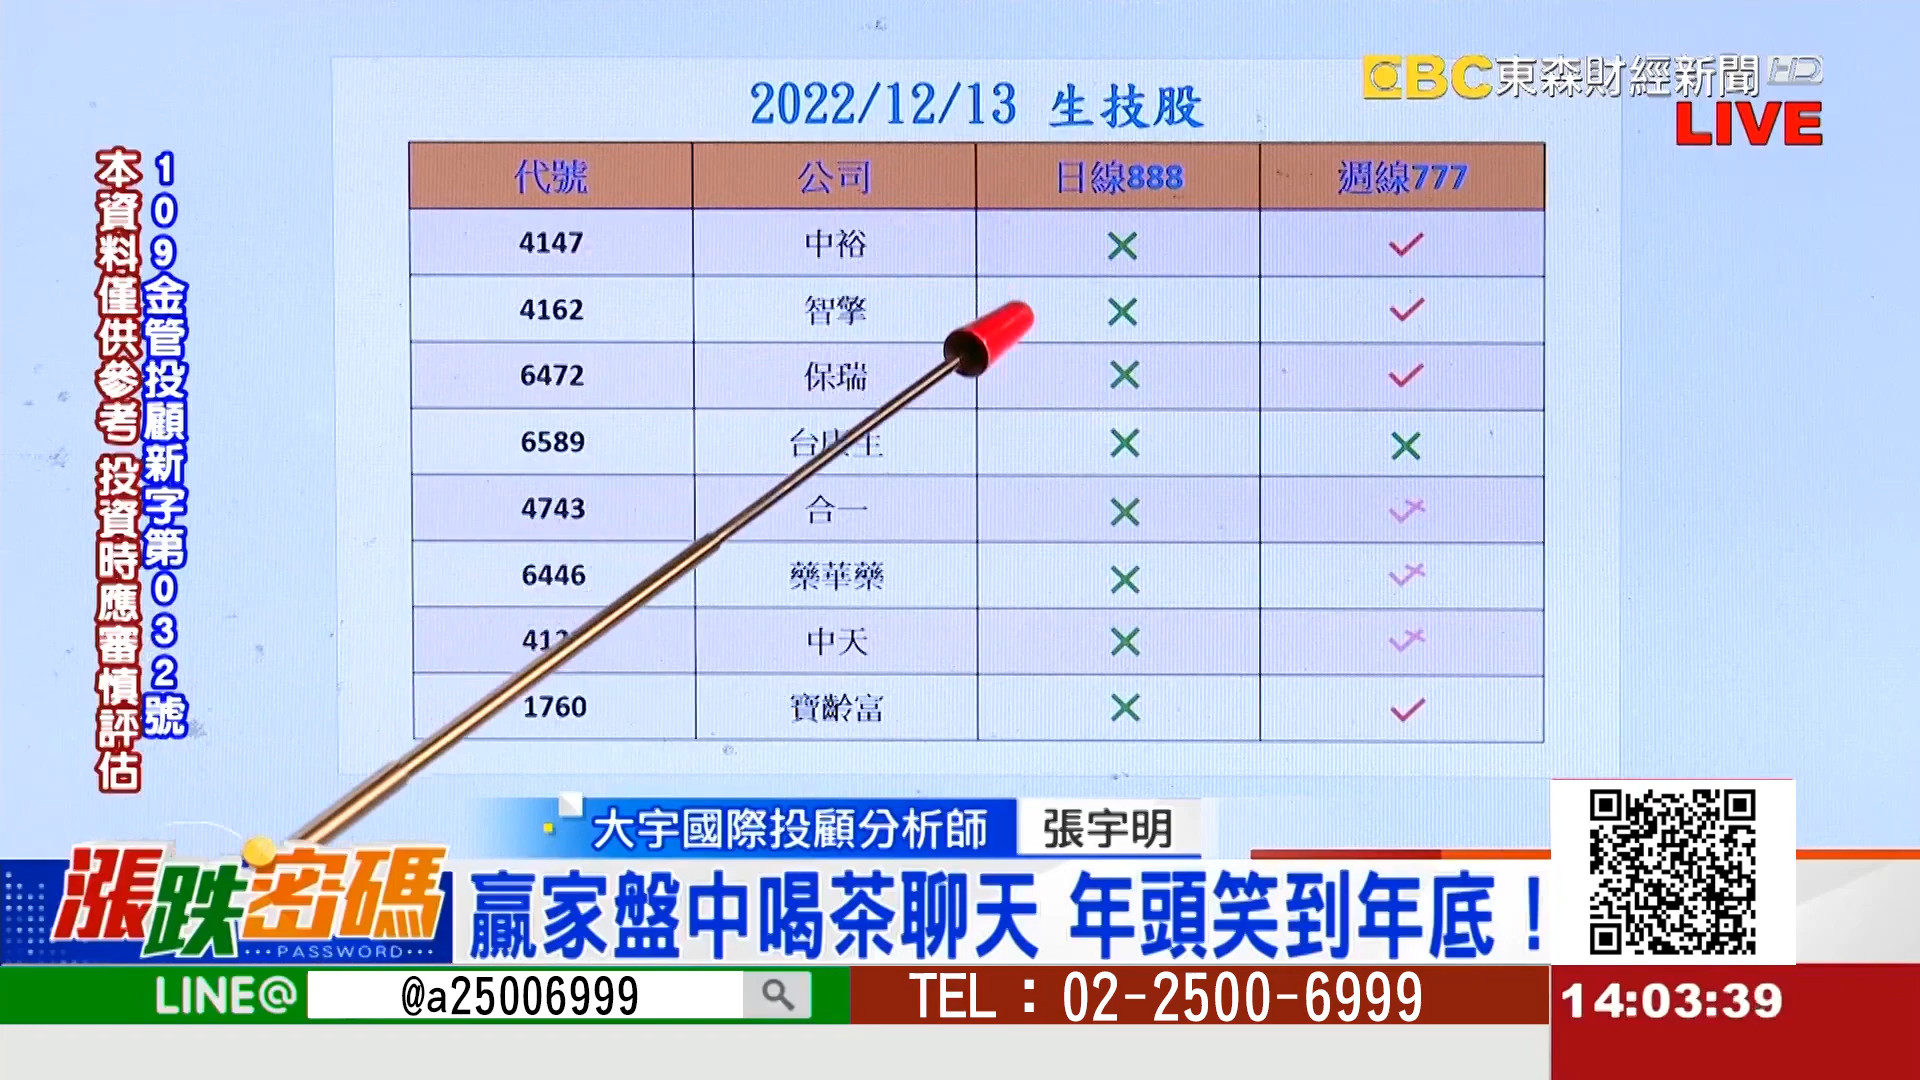 EBC東森財經新聞HD
LIVE
2022/12/13 生技股
代號 公司 日線888 週線777
4147 中裕 × ✓
4162 智擎 × ✓
6472 保瑞 × ✓
6589 × ×
4743 合一 ×
6446 藥華藥 ×
中天 ×
1760 寶齡富 × ✓
109金管投顧新字第032號
本資料僅供參考 投資時應審慎評估
大宇國際投顧分析師 張宇明
漲跌密碼
PASSWORD
贏家盤中喝茶聊天 年頭笑到年底！
LINE@ @a25006999
TEL：02-2500-6999
14:03:39